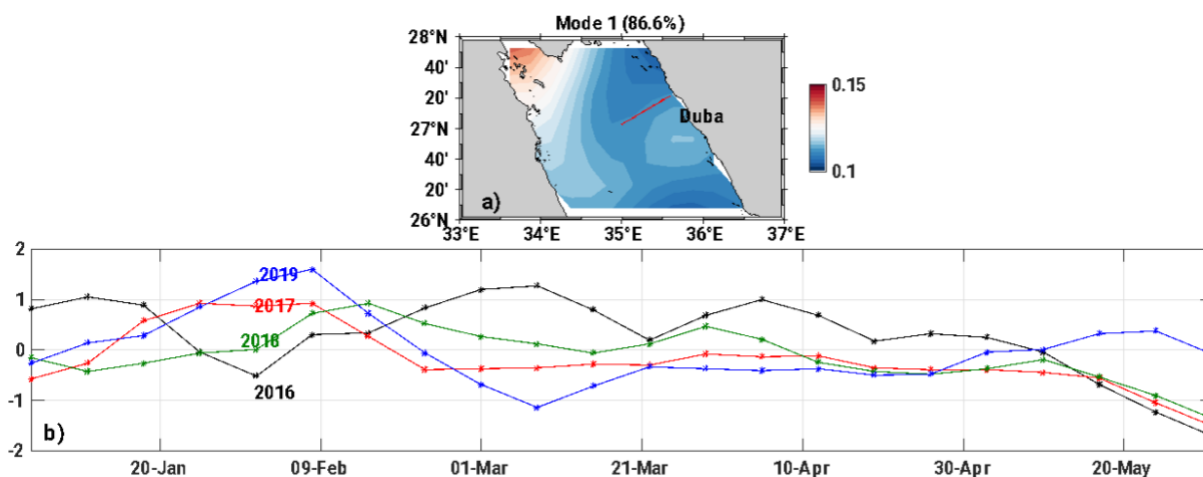 Mode 1 (86.6%)
28°N
40'
20'
27°N
40'
20'
26°N
33°E 34°E 35°E 36°E 37°E
Duba
a)
0.15
0.1
2
1
0
-1
-2
2019
2017
2018
2016
b)
20-Jan 09-Feb 01-Mar 21-Mar 10-Apr 30-Apr 20-May